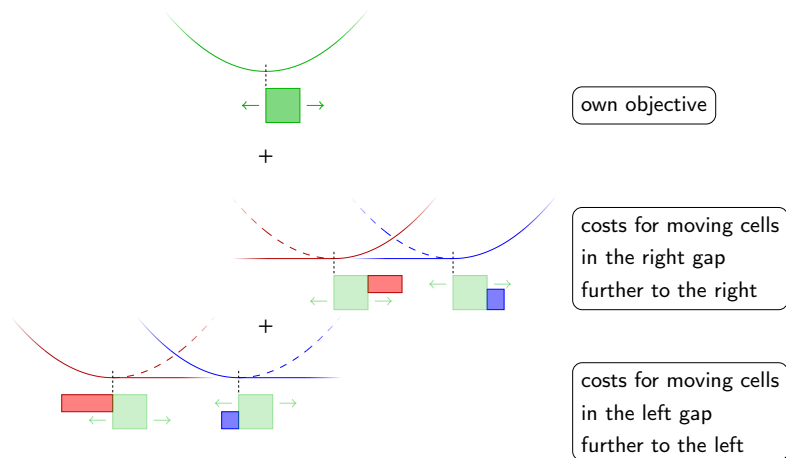 own objective
+
costs for moving cells
in the right gap
further to the right
+
costs for moving cells
in the left gap
further to the left